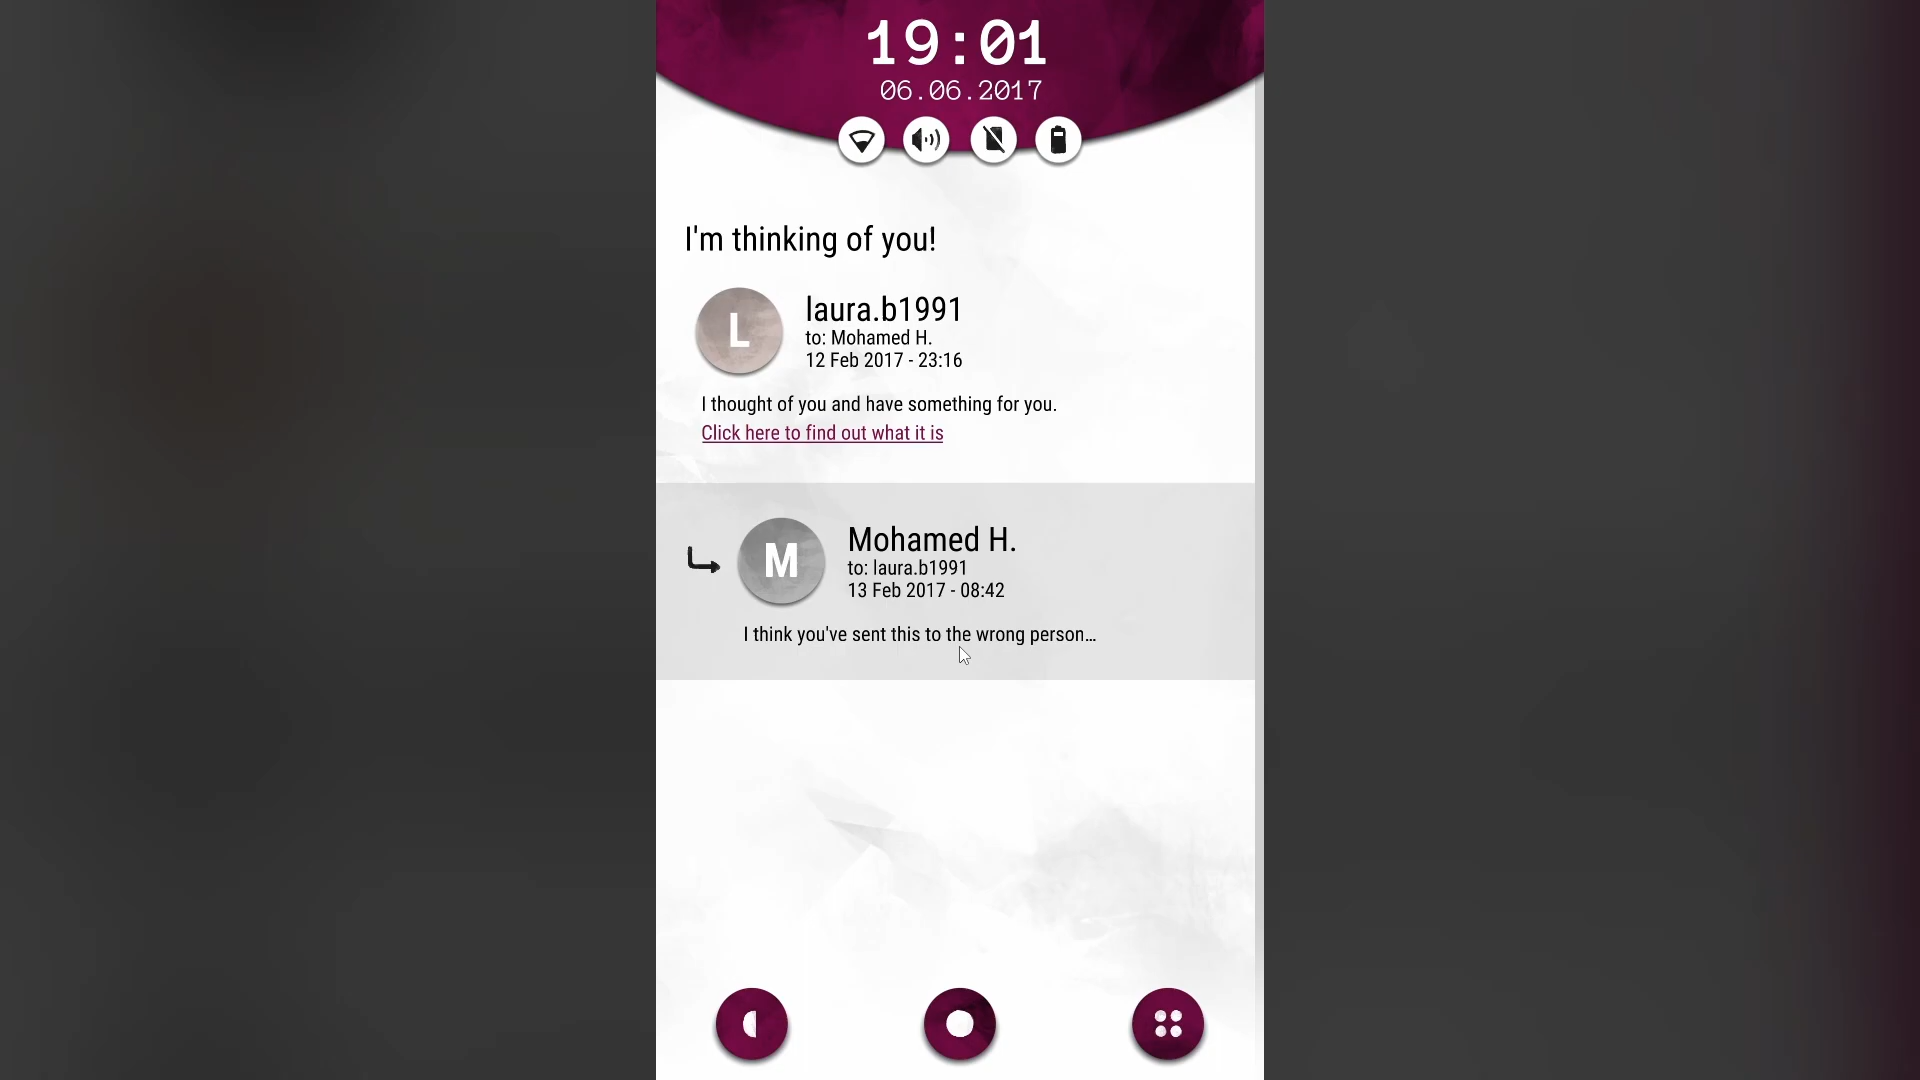 19:01
06.06.2017
I'm thinking of you!
L
laura.b1991
to: Mohamed H.
12 Feb 2017 - 23:16
I thought of you and have something for you.
Click here to find out what it is
M
Mohamed H.
to: laura.b1991
13 Feb 2017 - 08:42
I think you've sent this to the wrong person...